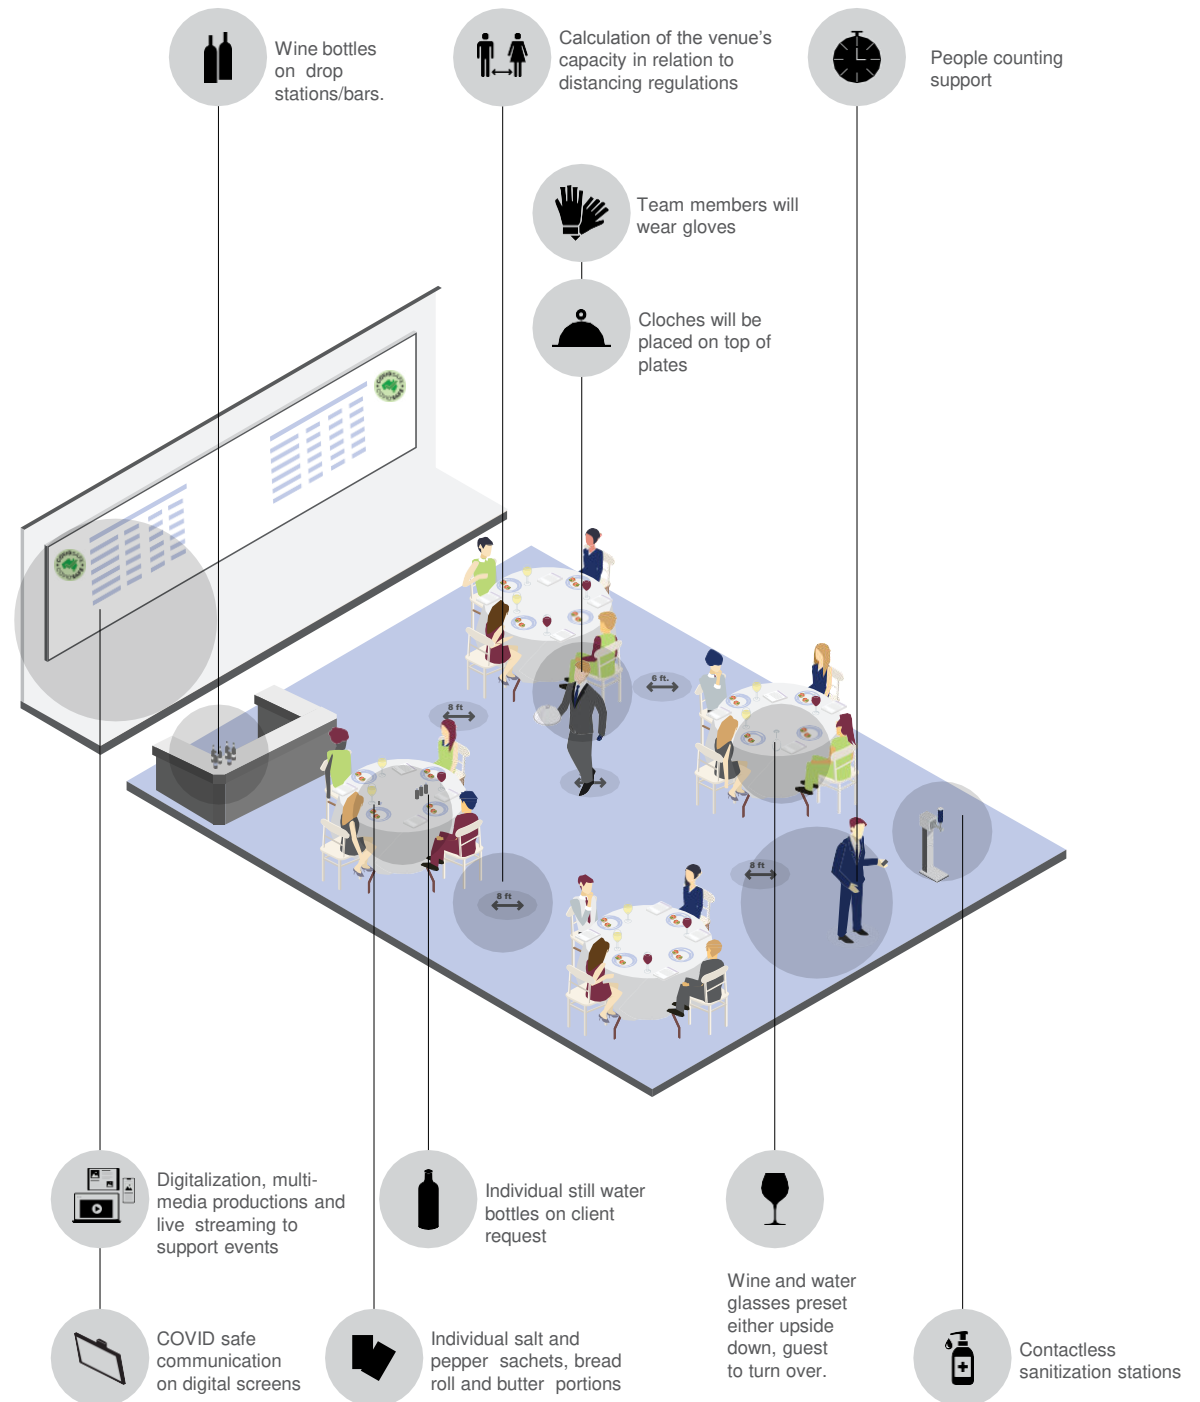 Wine bottles
on drop
stations/bars.
Calculation of the venue's
capacity in relation to
distancing regulations
People counting
support
Team members will
wear gloves
Cloches will be
placed on top of
plates
6 ft.
8 ft
8 ft
8 ft
Digitalization, multi-
media productions and
live streaming to
support events
Individual still water
bottles on client
request
Wine and water
glasses preset
either upside
down, guest
to turn over.
COVID safe
communication
on digital screens
Individual salt and
pepper sachets, bread
roll and butter portions
Contactless
sanitization stations